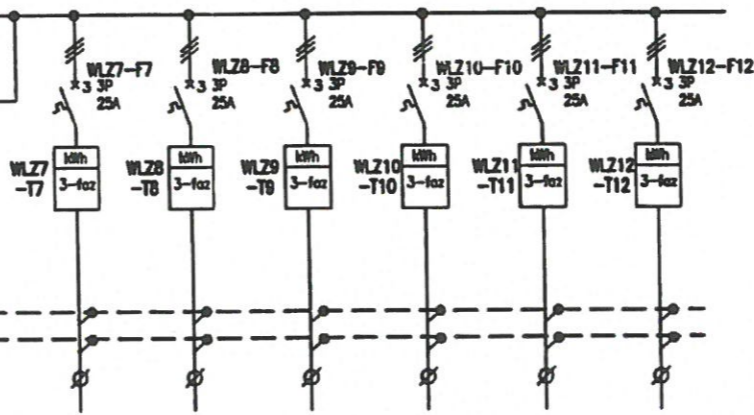 WLZ7-F7
3 3P
25A
WLZ8-F8
3 3P
25A
WLZ9-F9
3 3P
25A
WLZ10-F10
3 3P
25A
WLZ11-F11
3 3P
25A
WLZ12-F12
3 3P
25A
WLZ7
-T7
kWh
3-faz
WLZ8
-T8
kWh
3-faz
WLZ9
-T9
kWh
3-faz
WLZ10
-T10
kWh
3-faz
WLZ11
-T11
kWh
3-faz
WLZ12
-T12
kWh
3-faz